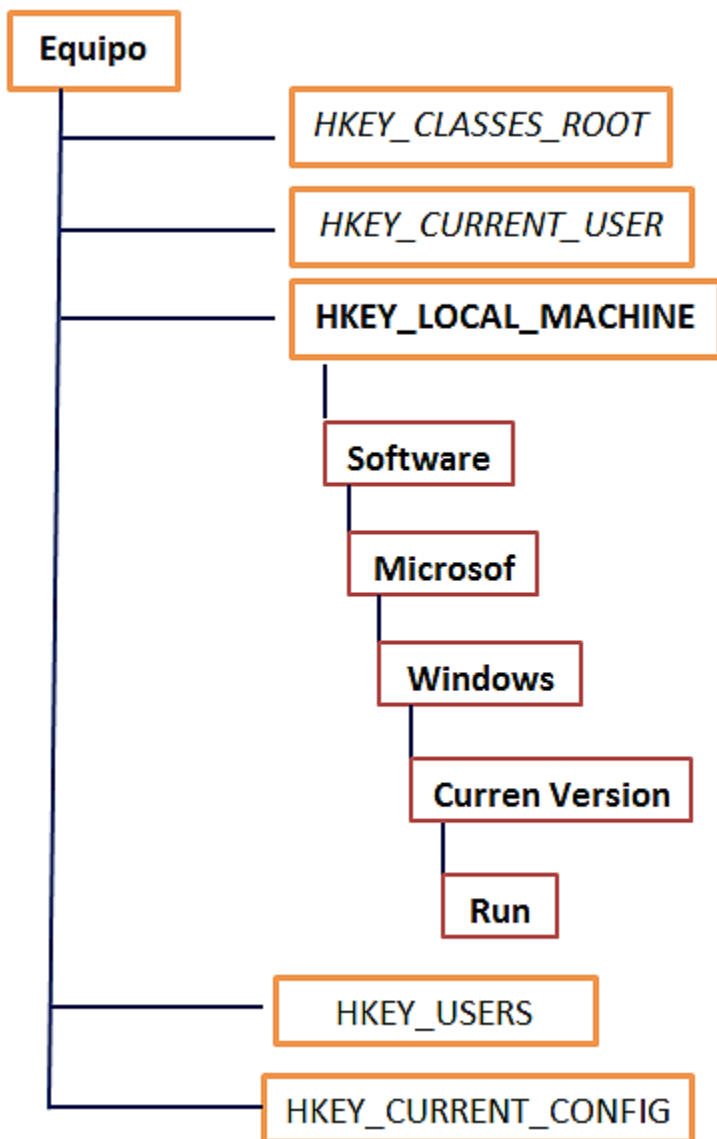 Equipo
HKEY_CLASSES_ROOT
HKEY_CURRENT_USER
HKEY_LOCAL_MACHINE
Software
Microsof
Windows
Curren Version
Run
HKEY_USERS
HKEY_CURRENT_CONFIG